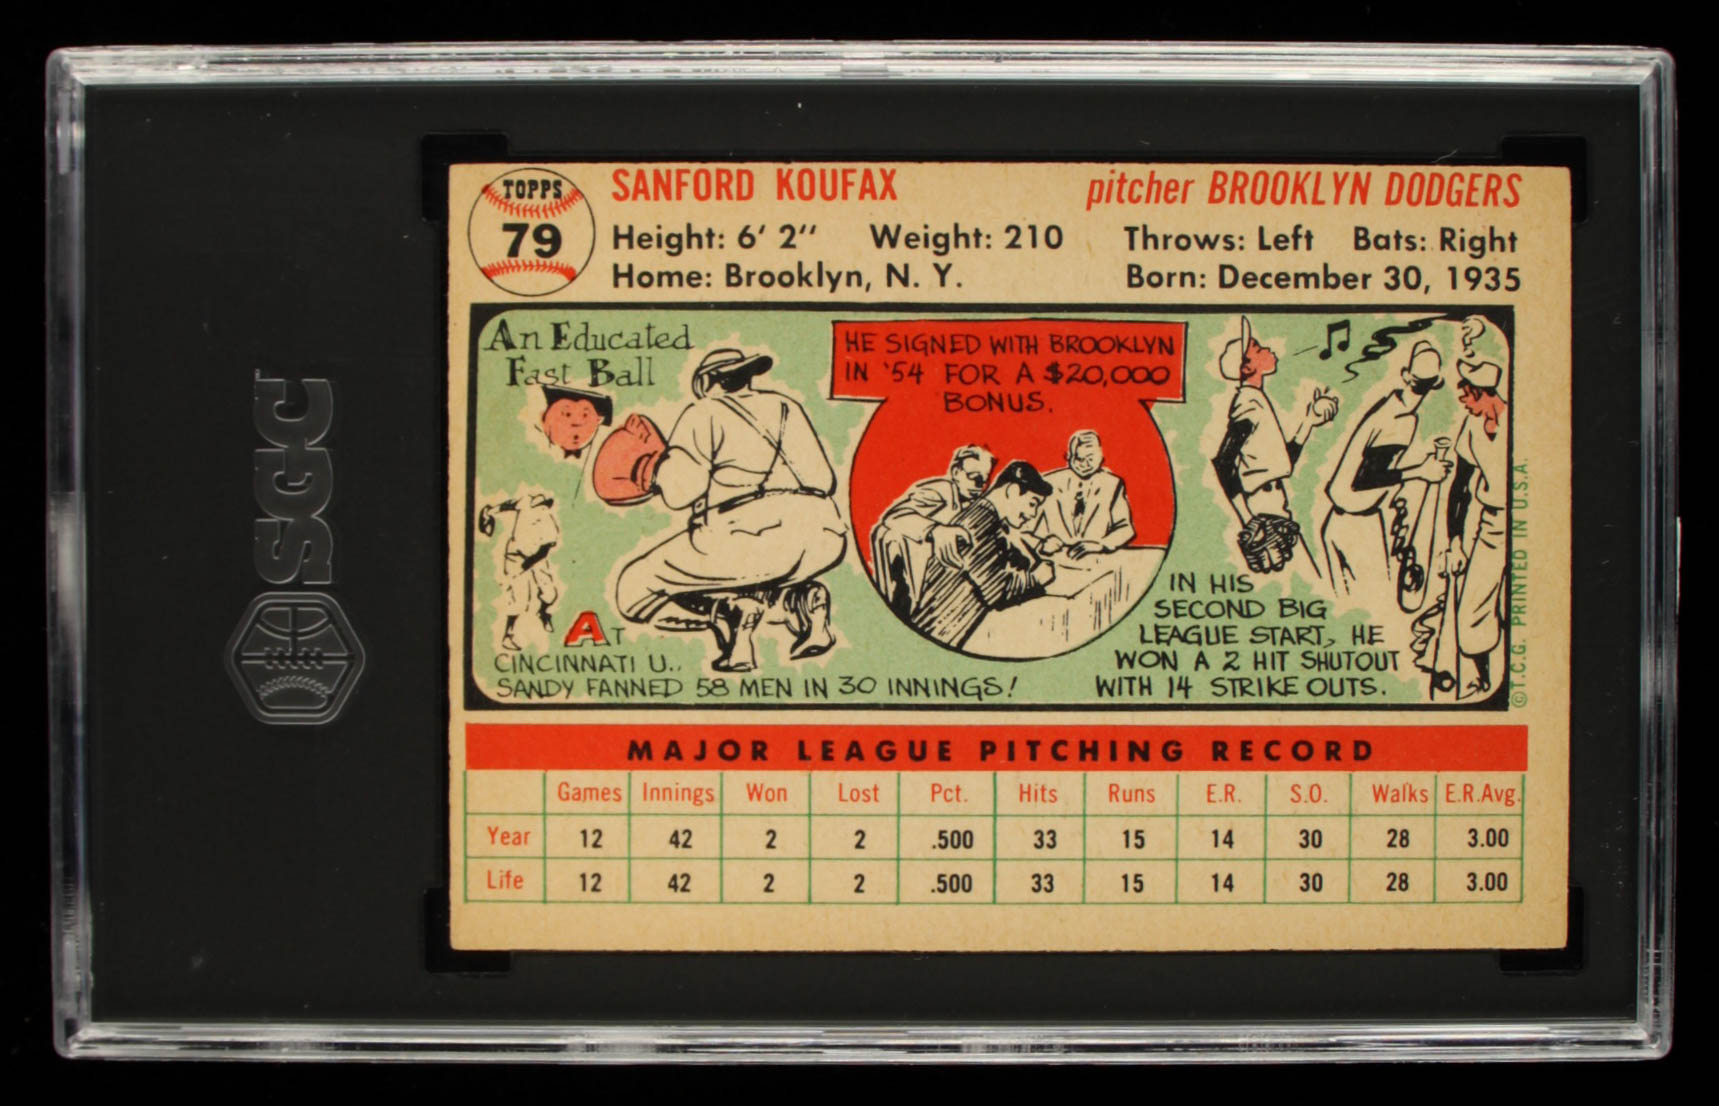 SGC
TOPPS
79
SANFORD KOUFAX
pitcher BROOKLYN DODGERS
Height: 6' 2" Weight: 210 Throws: Left Bats: Right
Home: Brooklyn, N. Y. Born: December 30, 1935
An Educated
Fast Ball
HE SIGNED WITH BROOKLYN
IN '54 FOR A $20,000
BONUS.
AT
CINCINNATI U.,
SANDY FANNED 58 MEN IN 30 INNINGS!
IN HIS
SECOND BIG
LEAGUE START, HE
WON A 2 HIT SHUTOUT
WITH 14 STRIKE OUTS.
©T.C.G. PRINTED IN U.S.A.
MAJOR LEAGUE PITCHING RECORD
Games Innings Won Lost Pct. Hits Runs E.R. S.O. Walks E.R.Avg.
Year 12 42 2 2 .500 33 15 14 30 28 3.00
Life 12 42 2 2 .500 33 15 14 30 28 3.00